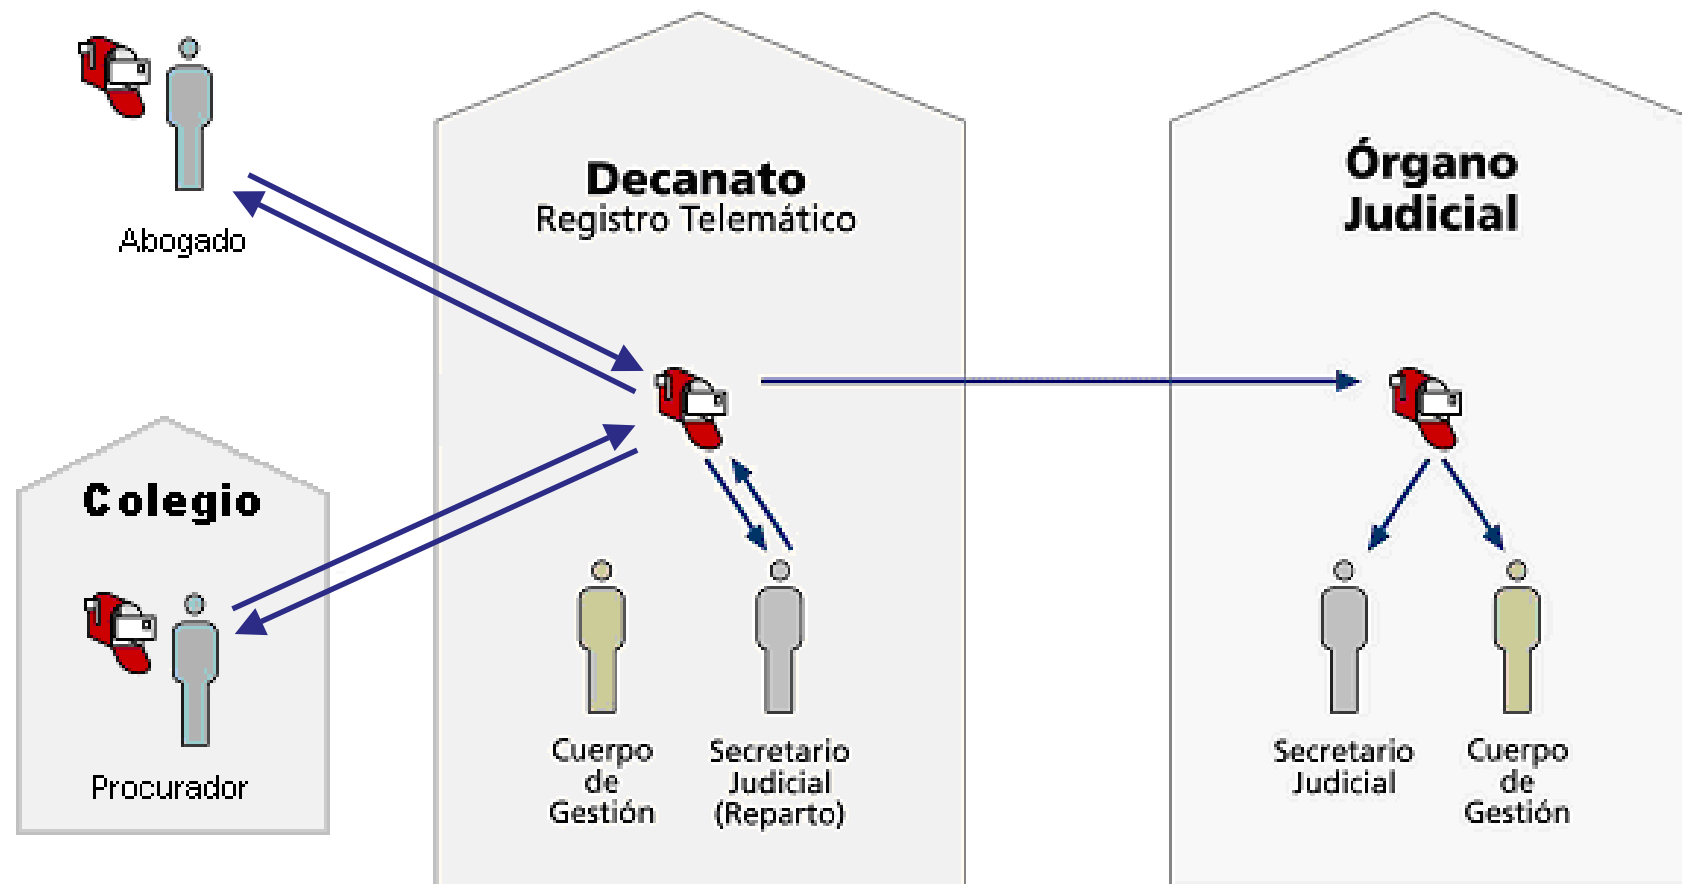 Abogado
Colegio
Procurador
Decanato
Registro Telemático
Cuerpo
de
Gestión
Secretario
Judicial
(Reparto)
Órgano
Judicial
Secretario
Judicial
Cuerpo
de
Gestión